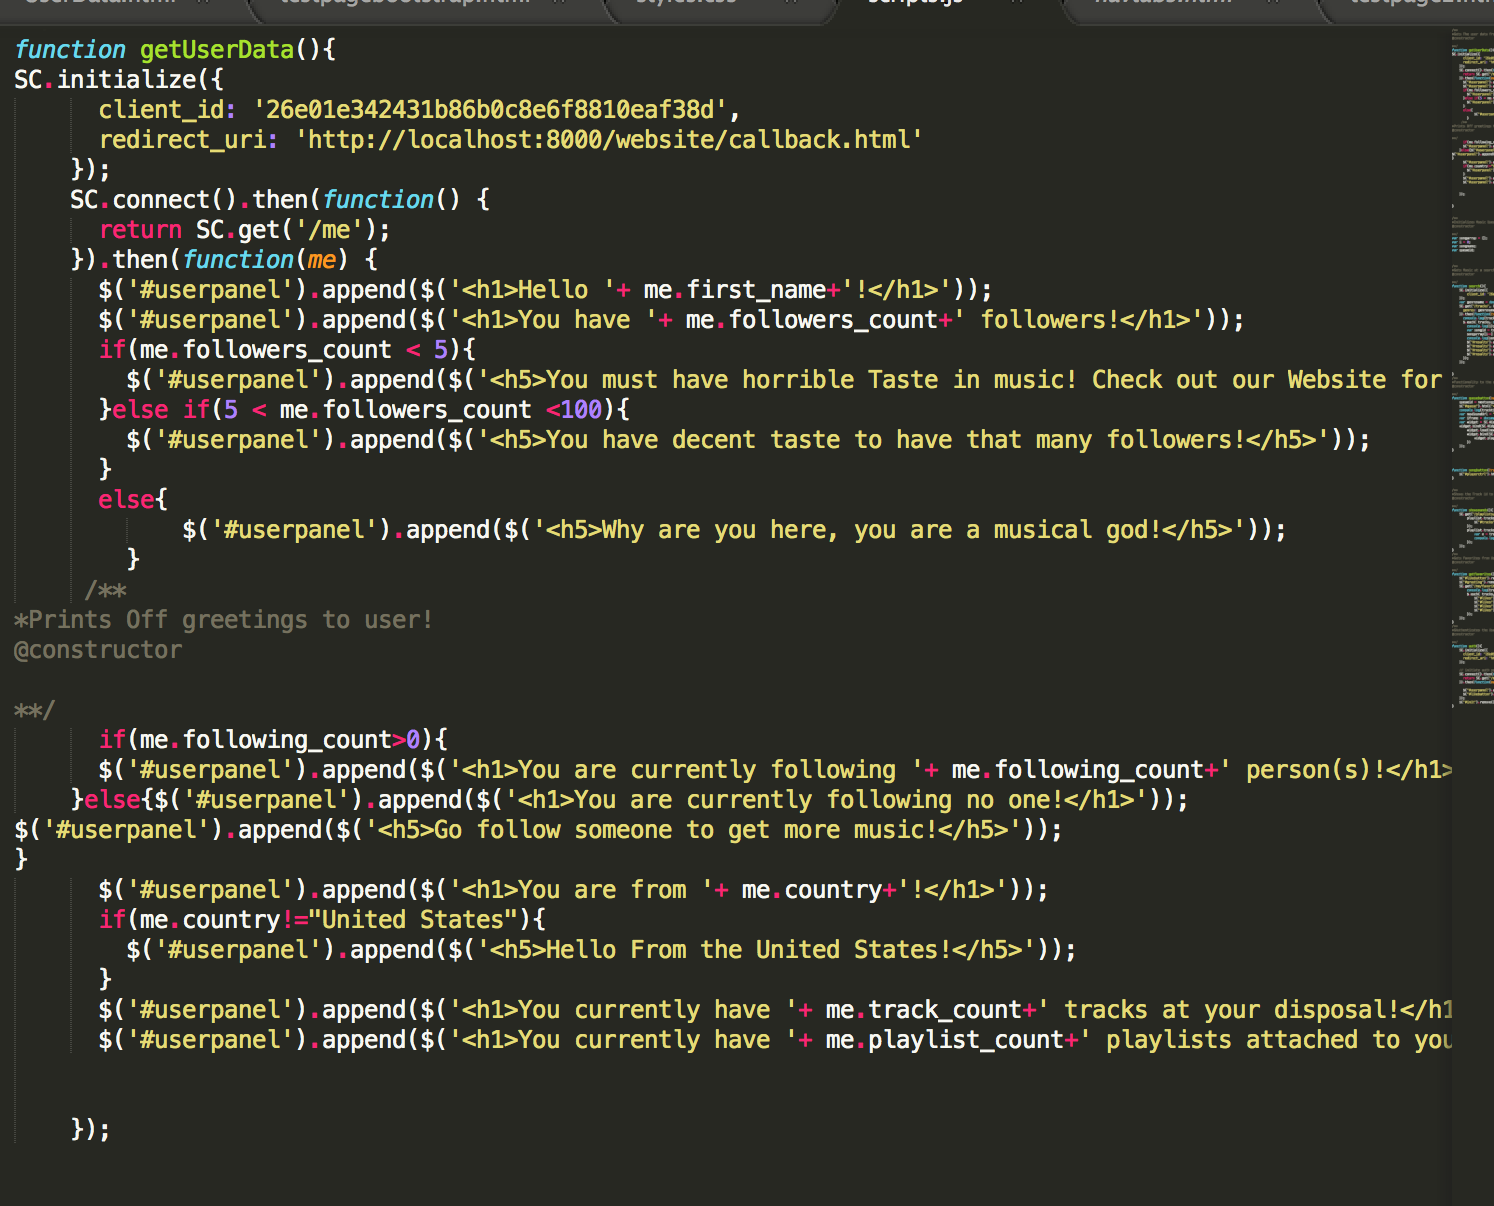 UserData.html testpagebootstrap.html styles.css scripts.js navtabs.html
function getUserData(){
SC.initialize({
client_id: '26e01e342431b86b0c8e6f8810eaf38d',
redirect_uri: 'http://localhost:8000/website/callback.html'
});
SC.connect().then(function() {
return SC.get('/me');
}).then(function(me) {
$('#userpanel').append($('<h1>Hello '+ me.first_name+'!</h1>'));
$('#userpanel').append($('<h1>You have '+ me.followers_count+' followers!</h1>'));
if(me.followers_count < 5){
$('#userpanel').append($('<h5>You must have horrible Taste in music! Check out our Website for
}else if(5 < me.followers_count <100){
$('#userpanel').append($('<h5>You have decent taste to have that many followers!</h5>'));
}
else{
$('#userpanel').append($('<h5>Why are you here, you are a musical god!</h5>'));
}
/**
*Prints Off greetings to user!
@constructor
**/
if(me.following_count>0){
$('#userpanel').append($('<h1>You are currently following '+ me.following_count+' person(s)!</h1>
}else{$('#userpanel').append($('<h1>You are currently following no one!</h1>'));
$('#userpanel').append($('<h5>Go follow someone to get more music!</h5>'));
}
$('#userpanel').append($('<h1>You are from '+ me.country+'!</h1>'));
if(me.country!="United States"){
$('#userpanel').append($('<h5>Hello From the United States!</h5>'));
}
$('#userpanel').append($('<h1>You currently have '+ me.track_count+' tracks at your disposal!</h1
$('#userpanel').append($('<h1>You currently have '+ me.playlist_count+' playlists attached to you
});